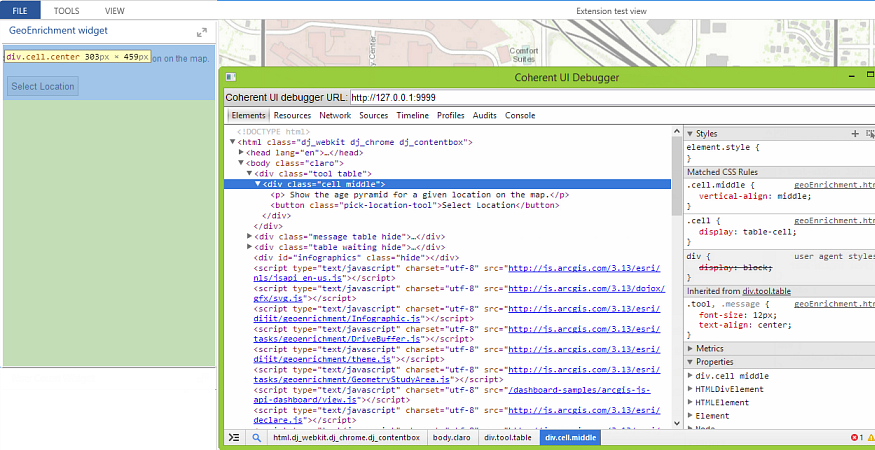 FILE TOOLS VIEW Extension test view
GeoEnrichment widget
div.cell.center 303px × 459px on on the map.
Select Location
Center
Comfort
Suites
Coherent UI Debugger
Coherent UI debugger URL: http://127.0.0.1:9999
Elements Resources Network Sources Timeline Profiles Audits Console
<!DOCTYPE html>
<html class="dj_webkit dj_chrome dj_contentbox">
<head lang="en">…</head>
<body class="claro">
<div class="tool table">
<div class="cell middle">
<p> Show the age pyramid for a given location on the map.</p>
<button class="pick-location-tool">Select Location</button>
</div>
</div>
<div class="message table hide">…</div>
<div class="table waiting hide">…</div>
<div id="infographics" class="hide"></div>
<script type="text/javascript" charset="utf-8" src="http://js.arcgis.com/3.13/esri/
nls/jsapi_en-us.js"></script>
<script type="text/javascript" charset="utf-8" src="http://js.arcgis.com/3.13/dojox/
gfx/svg.js"></script>
<script type="text/javascript" charset="utf-8" src="http://js.arcgis.com/3.13/esri/
dijit/geoenrichment/Infographic.js"></script>
<script type="text/javascript" charset="utf-8" src="http://js.arcgis.com/3.13/esri/
tasks/geoenrichment/DriveBuffer.js"></script>
<script type="text/javascript" charset="utf-8" src="http://js.arcgis.com/3.13/esri/
dijit/geoenrichment/theme.js"></script>
<script type="text/javascript" charset="utf-8" src="http://js.arcgis.com/3.13/esri/
tasks/geoenrichment/GeometryStudyArea.js"></script>
<script type="text/javascript" charset="utf-8" src="/dashboard-samples/arcgis-js-
api-dashboard/view.js"></script>
<script type="text/javascript" charset="utf-8" src="http://js.arcgis.com/3.13/esri/
declare.js"></script>
<script type="text/javascript" charset="utf-8" src="http://js.arcgis.com/3.13/esri/
Styles
element.style {
}
Matched CSS Rules
.cell.middle { geoEnrichment.htm
vertical-align: middle;
}
.cell { geoEnrichment.htm
display: table-cell;
}
div { user agent styles
display: block;
}
Inherited from div.tool.table
.tool, .message { geoEnrichment.htm
font-size: 12px;
text-align: center;
}
Metrics
Properties
div.cell middle
HTMLDivElement
HTMLElement
Element
Node
html.dj_webkit.dj_chrome.dj_contentbox body.claro div.tool.table div.cell.middle 1